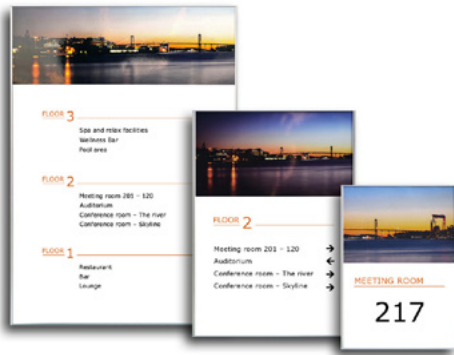 FLOOR 3
Spa and relax facilities
Wellness Bar
Pool area
FLOOR 2
Meeting room 201 - 120
Auditorium
Conference room - The river
Conference room - Skyline
FLOOR 1
Restaurant
Bar
Lounge
FLOOR 2
Meeting room 201 - 120 →
Auditorium ←
Conference room - The river →
Conference room - Skyline →
MEETING ROOM
217